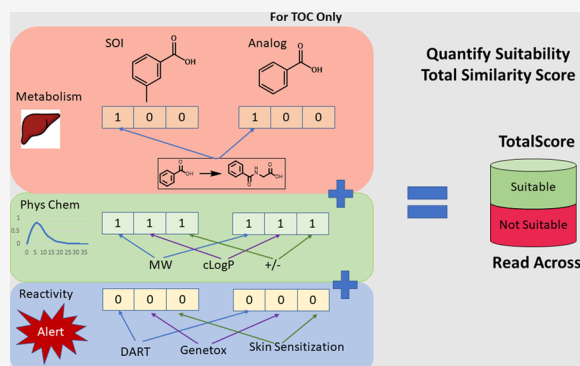 For TOC Only
SOI
Analog
OH
O
OH
O
Metabolism
1 0 0
1 0 0
Quantify Suitability
Total Similarity Score
TotalScore
Suitable
Not Suitable
Read Across
Phys Chem
1
0.5
0
0 5 10 15 20 25 30 35
1 1 1
1 1 1
MW
cLogP
+/-
Reactivity
Alert
0 0 0
0 0 0
DART
Genetox
Skin Sensitization